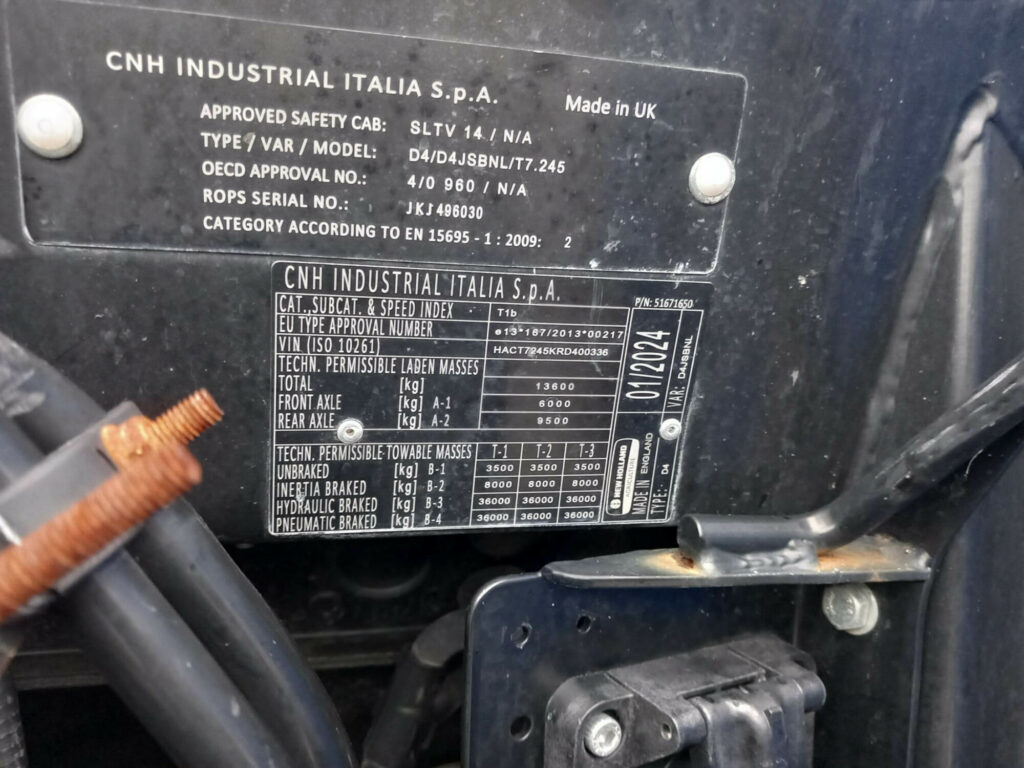 CNH INDUSTRIAL ITALIA S.p.A.
Made in UK
APPROVED SAFETY CAB: SLTV 14 / N/A
TYPE / VAR / MODEL: D4/D4JSBNL/T7.245
OECD APPROVAL NO.: 4/0 960 / N/A
ROPS SERIAL NO.: JKJ496030
CATEGORY ACCORDING TO EN 15695 - 1 : 2009: 2
CNH INDUSTRIAL ITALIA S.p.A.
P/N: 51671650
CAT.,SUBCAT. & SPEED INDEX T1b
EU TYPE APPROVAL NUMBER e13*167/2013*00217
VIN (ISO 10261) HACT7245KRD400336
TECHN. PERMISSIBLE LADEN MASSES
TOTAL [kg] 13600
FRONT AXLE [kg] A-1 6000
REAR AXLE [kg] A-2 9500
TECHN. PERMISSIBLE TOWABLE MASSES T-1 T-2 T-3
UNBRAKED [kg] B-1 3500 3500 3500
INERTIA BRAKED [kg] B-2 8000 8000 8000
HYDRAULIC BRAKED [kg] B-3 36000 36000 36000
PNEUMATIC BRAKED [kg] B-4 36000 36000 36000
01/2024
NEW HOLLAND
MADE IN ENGLAND
TYPE: D4
VAR: D4JSBNL